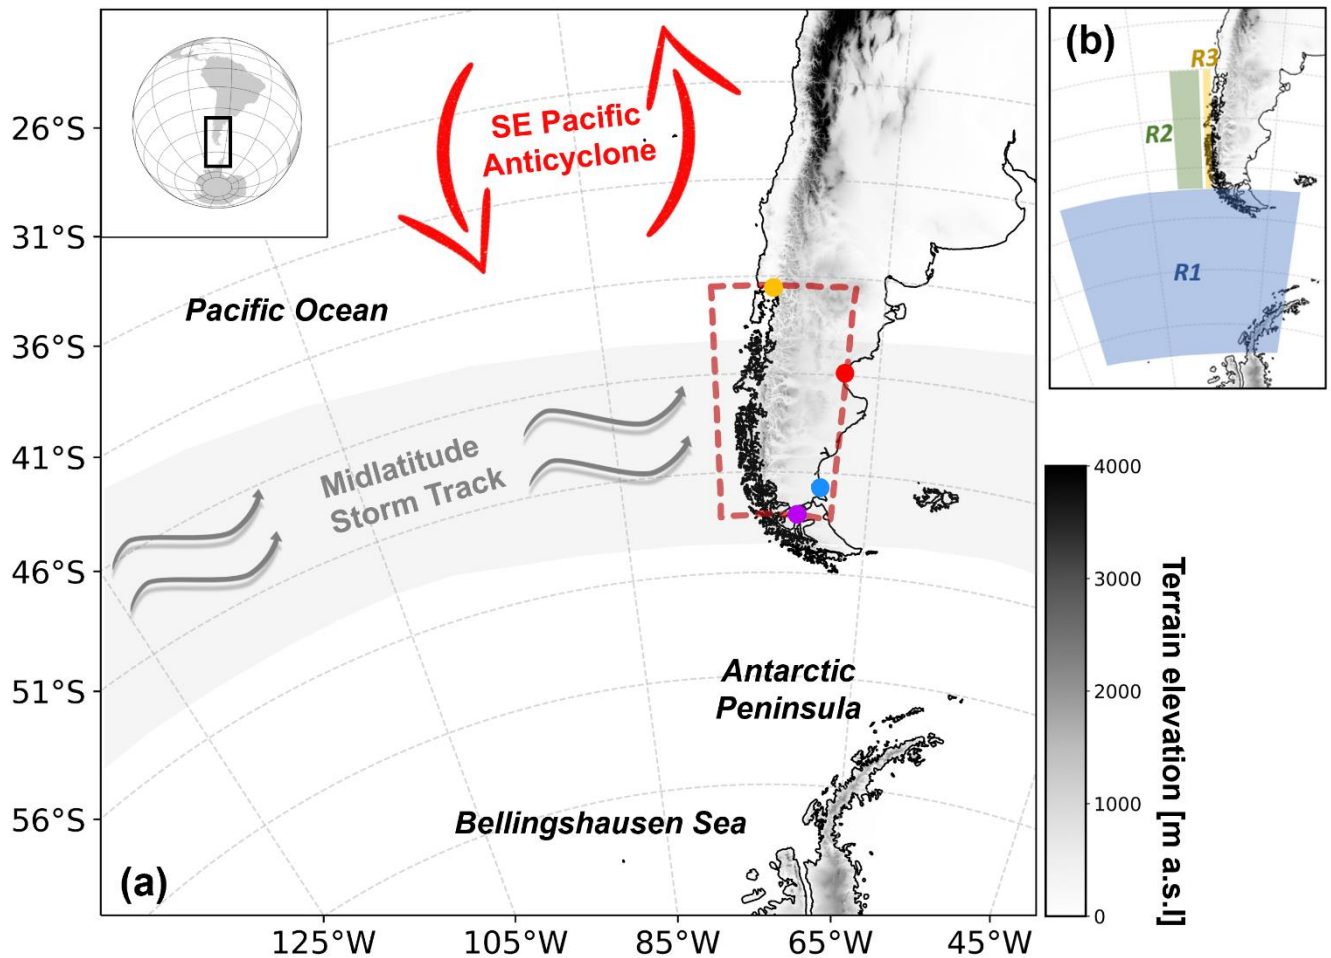 SE Pacific
Anticyclone
Pacific Ocean
Midlatitude
Storm Track
Antarctic
Peninsula
Bellingshausen Sea
(a)
26°S
31°S
36°S
41°S
46°S
51°S
56°S
125°W
105°W
85°W
65°W
45°W
(b)
R3
R2
R1
4000
3000
2000
1000
0
Terrain elevation [m a.s.l]